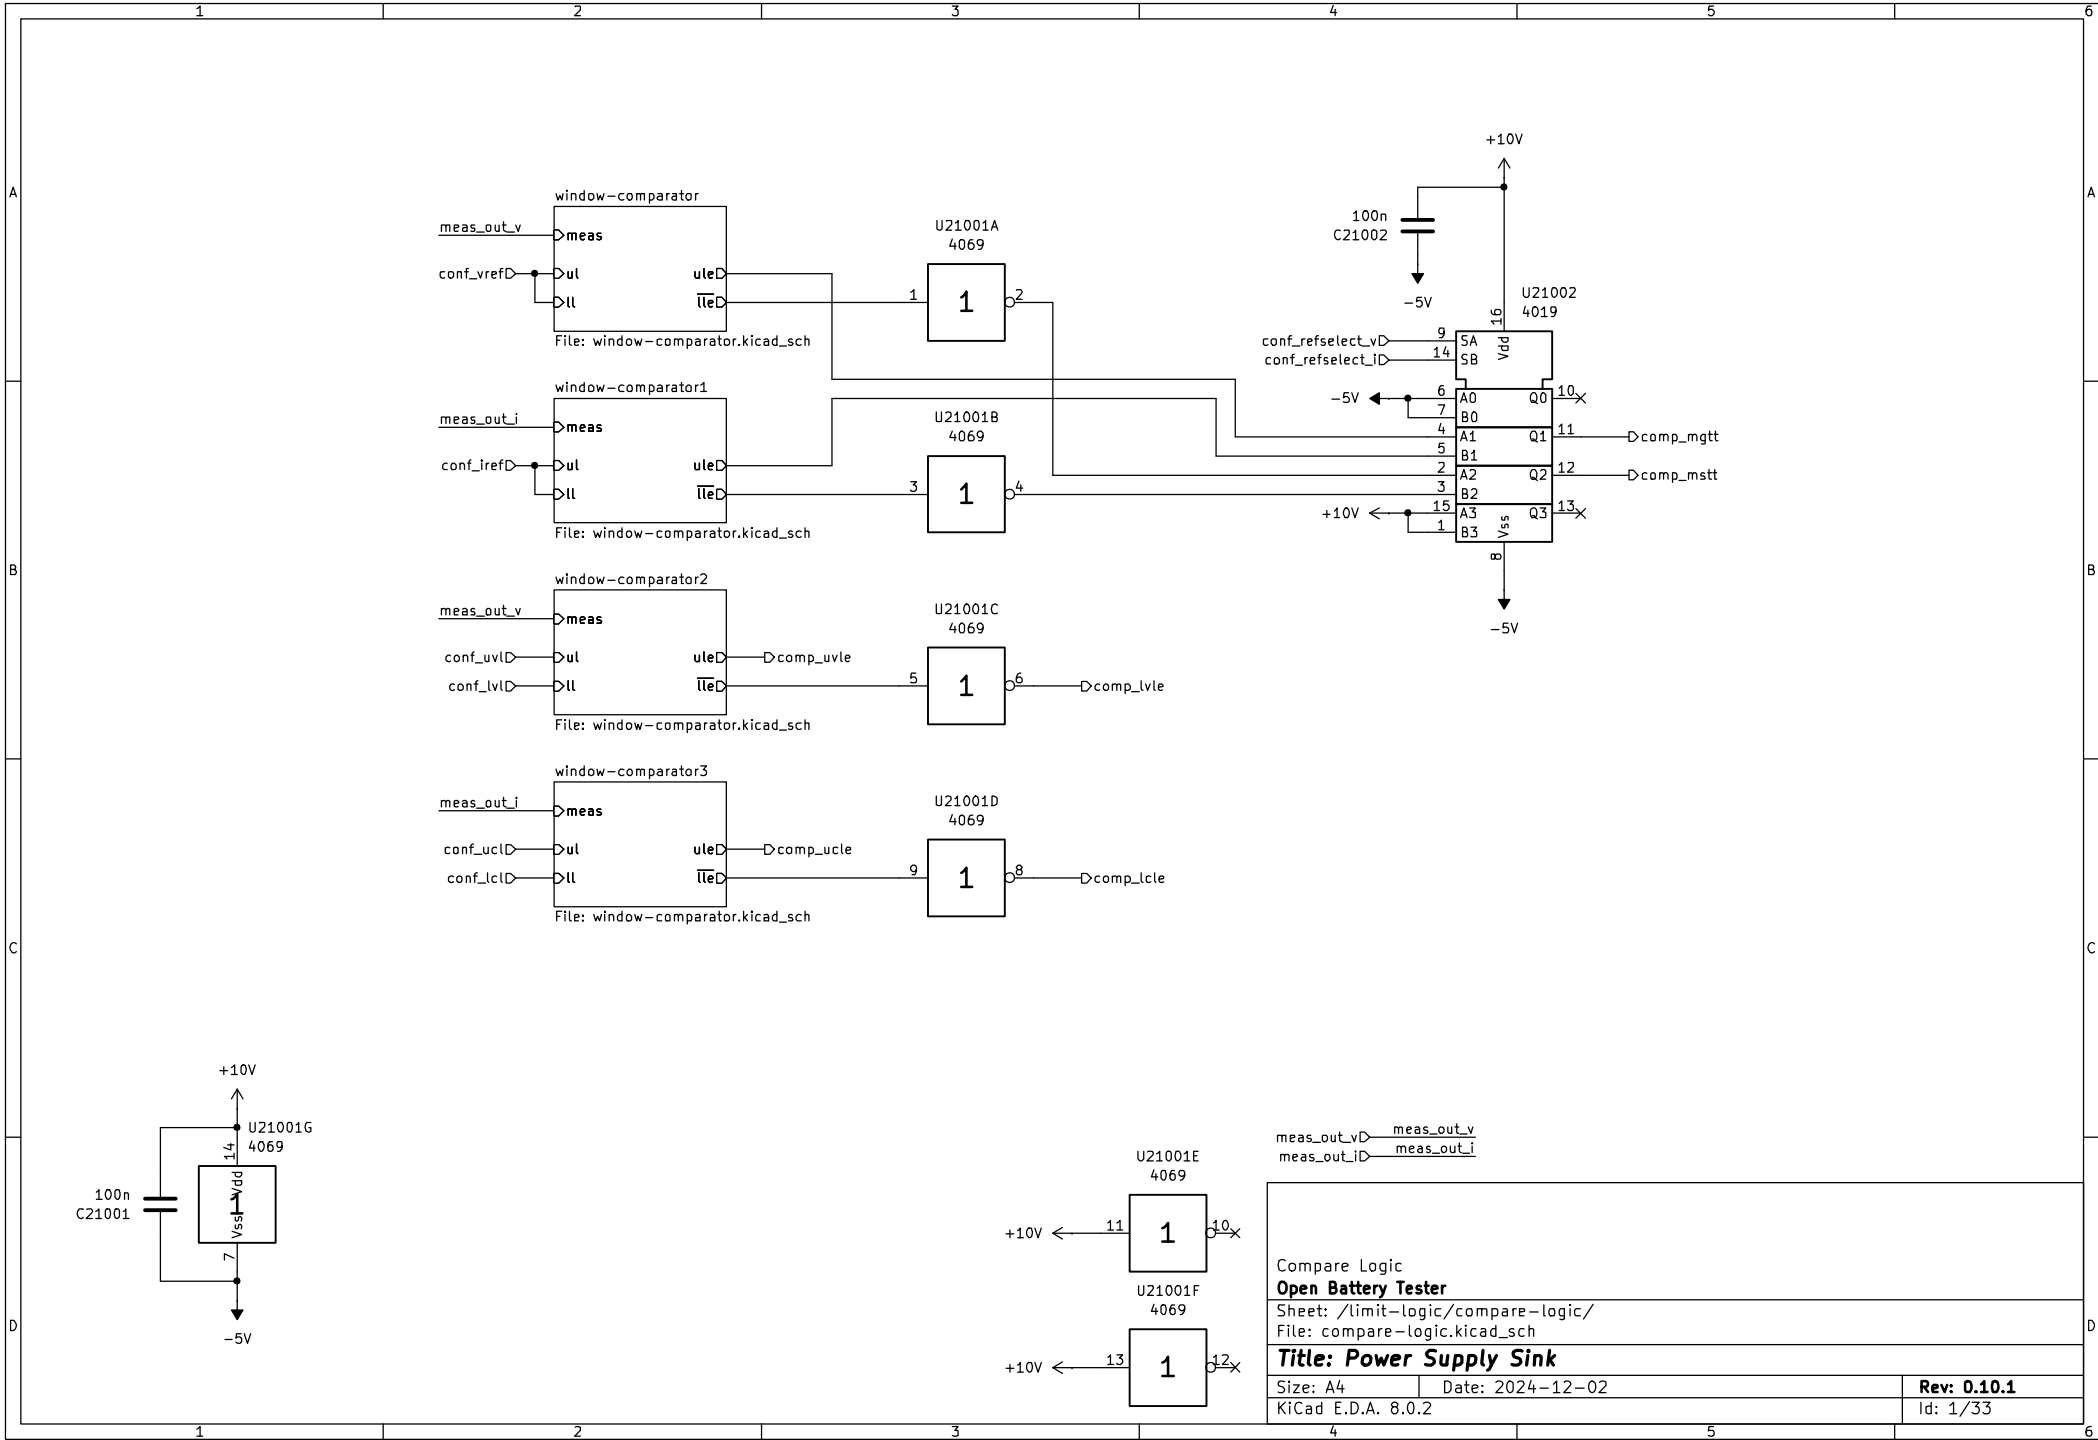 1 2 3 4 5 6
A A
B B
C C
D D
window-comparator
meas_out_v
meas
conf_vref
ul
ll
ule
lle
File: window-comparator.kicad_sch
U21001A
4069
1
1
2
window-comparator1
meas_out_i
meas
conf_iref
ul
ll
ule
lle
File: window-comparator.kicad_sch
U21001B
4069
3
1
4
window-comparator2
meas_out_v
meas
conf_uvl
ul
conf_lvl
ll
ule
comp_uvle
lle
File: window-comparator.kicad_sch
U21001C
4069
5
1
6
comp_lvle
window-comparator3
meas_out_i
meas
conf_ucl
ul
conf_lcl
ll
ule
comp_ucle
lle
File: window-comparator.kicad_sch
U21001D
4069
9
1
8
comp_lcle
+10V
100n
C21002
-5V
U21002
4019
16
Vdd
conf_refselect_v
9
SA
conf_refselect_i
14
SB
-5V
6
A0
Q0
10
7
B0
4
A1
Q1
11
comp_mgtt
5
B1
2
A2
Q2
12
comp_mstt
3
B2
+10V
15
A3
Q3
13
1
B3
Vss
8
-5V
+10V
U21001G
4069
14
Vdd
1
Vss
7
100n
C21001
-5V
U21001E
4069
+10V
11
1
10
U21001F
4069
+10V
13
1
12
meas_out_v
meas_out_v
meas_out_i
meas_out_i
Compare Logic
Open Battery Tester
Sheet: /limit-logic/compare-logic/
File: compare-logic.kicad_sch
Title: Power Supply Sink
Size: A4
Date: 2024-12-02
Rev: 0.10.1
KiCad E.D.A. 8.0.2
Id: 1/33
1 2 3 4 5 6